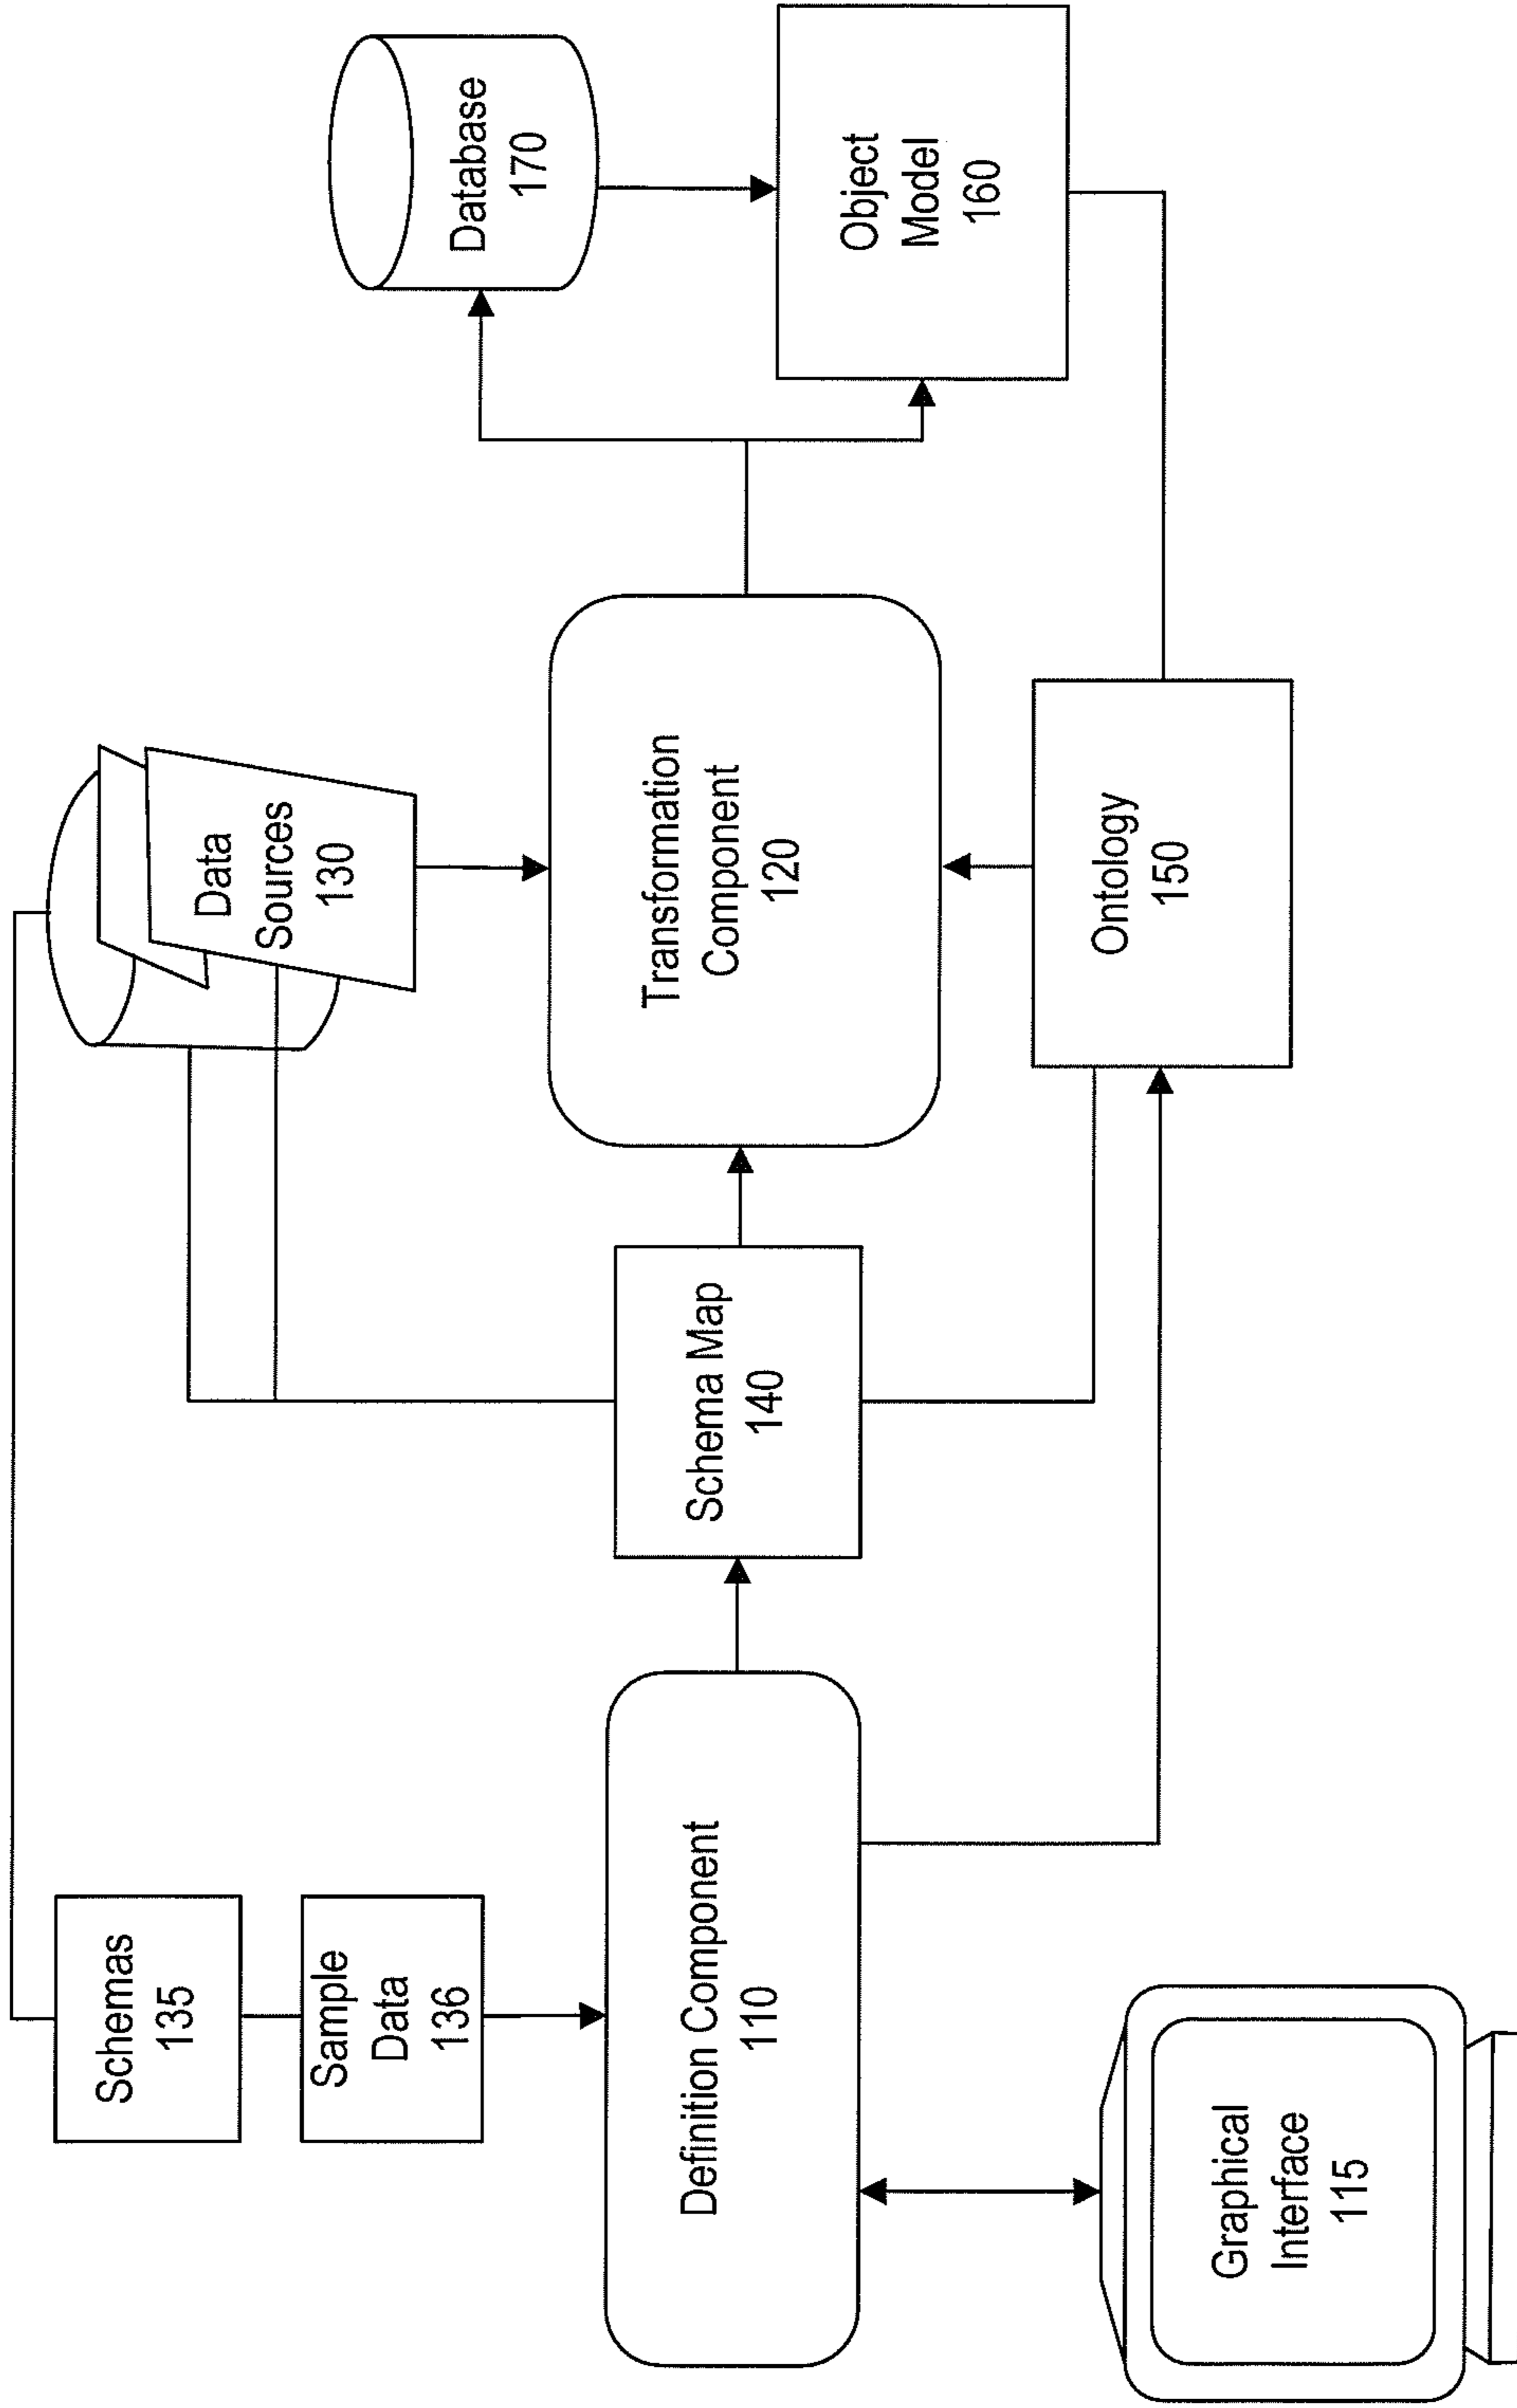 Schemas
135
Sample
Data
136
Definition Component
110
Graphical
Interface
115
Schema Map
140
Data
Sources
130
Transformation
Component
120
Ontology
150
Database
170
Object
Model
160